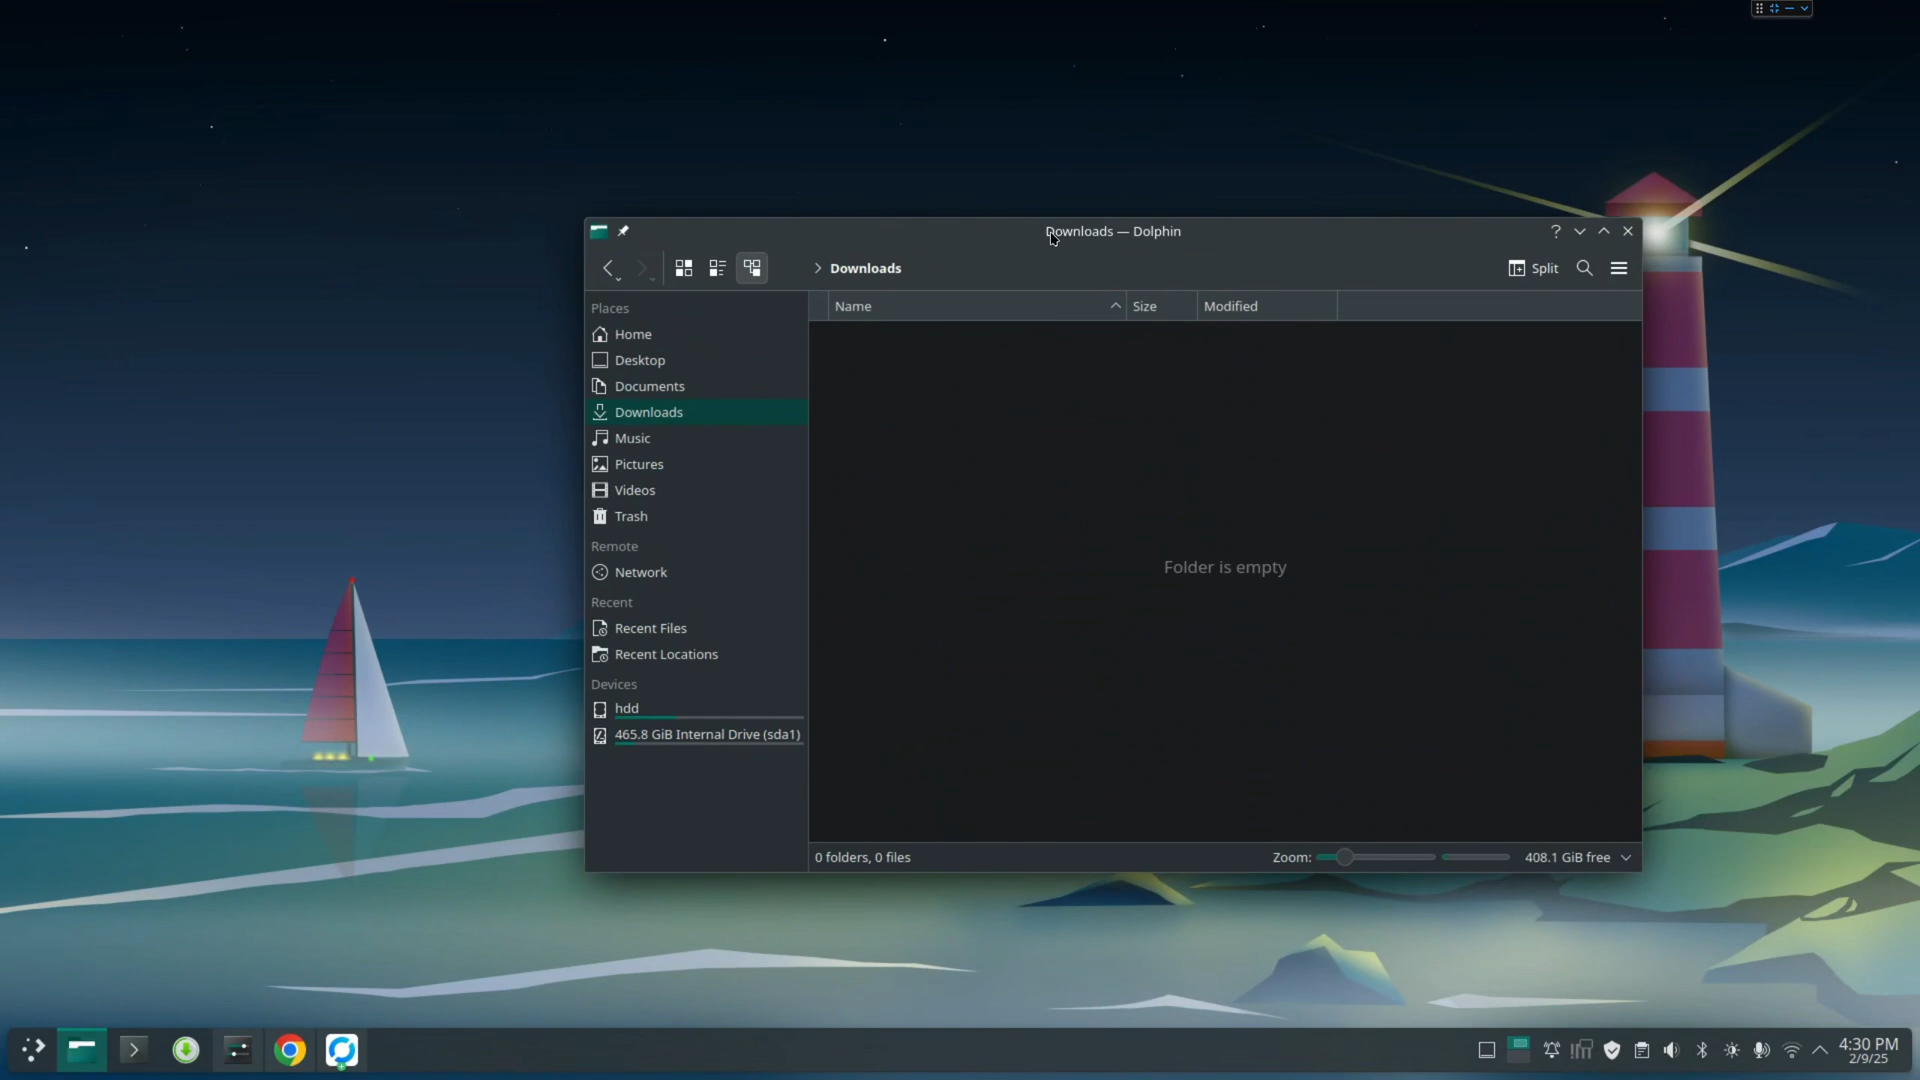 Downloads — Dolphin
Downloads
Split
Places
Home
Desktop
Documents
Downloads
Music
Pictures
Videos
Trash
Remote
Network
Recent
Recent Files
Recent Locations
Devices
hdd
465.8 GiB Internal Drive (sda1)
Name
Size
Modified
Folder is empty
0 folders, 0 files
Zoom:
408.1 GiB free
4:30 PM
2/9/25